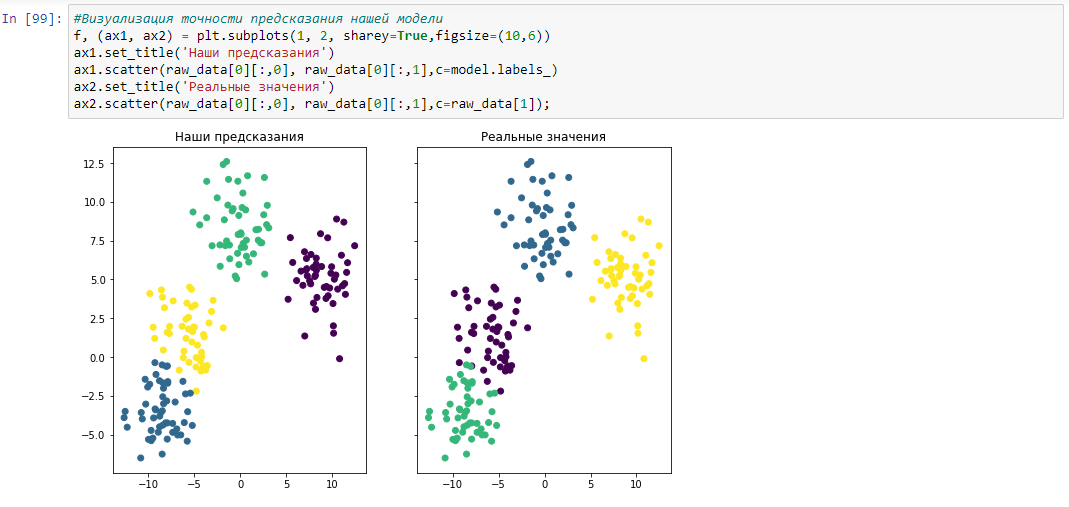 In [99]: #Визуализация точности предсказания нашей модели
f, (ax1, ax2) = plt.subplots(1, 2, sharey=True,figsize=(10,6))
ax1.set_title('Наши предсказания')
ax1.scatter(raw_data[0][:,0], raw_data[0][:,1],c=model.labels_)
ax2.set_title('Реальные значения')
ax2.scatter(raw_data[0][:,0], raw_data[0][:,1],c=raw_data[1]);
Наши предсказания
Реальные значения
12.5
10.0
7.5
5.0
2.5
0.0
−2.5
−5.0
−10 −5 0 5 10
−10 −5 0 5 10